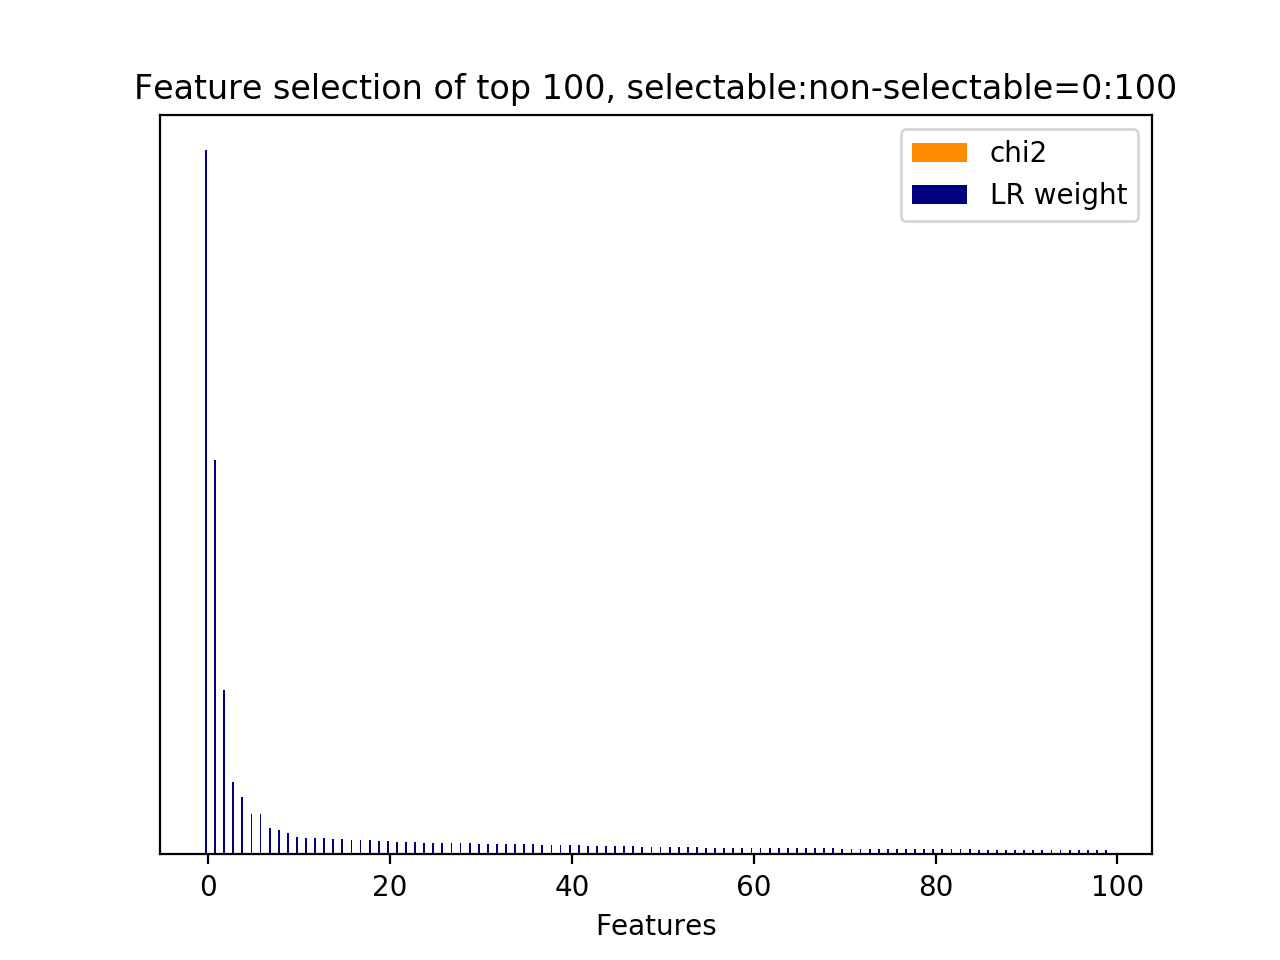 Feature selection of top 100, selectable:non-selectable=0:100
chi2
LR weight
0 20 40 60 80 100
Features